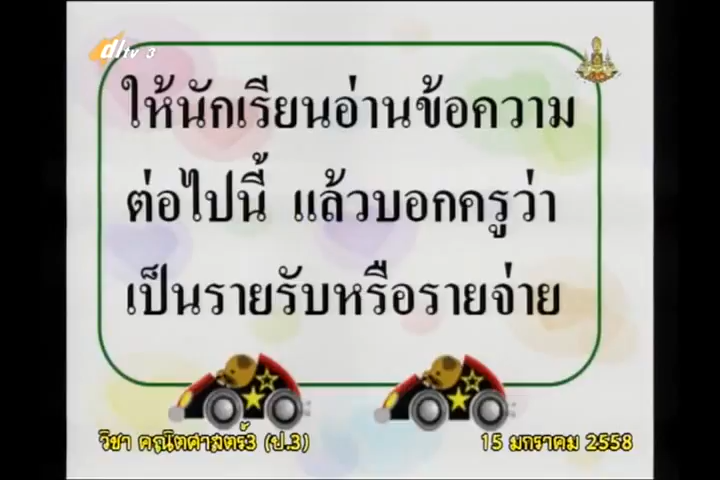 dltv 3
ให้นักเรียนอ่านข้อความ
ต่อไปนี้ แล้วบอกครูว่า
เป็นรายรับหรือรายจ่าย
วิชา คณิตศาสตร์3 (ป.3)
15 มกราคม 2558